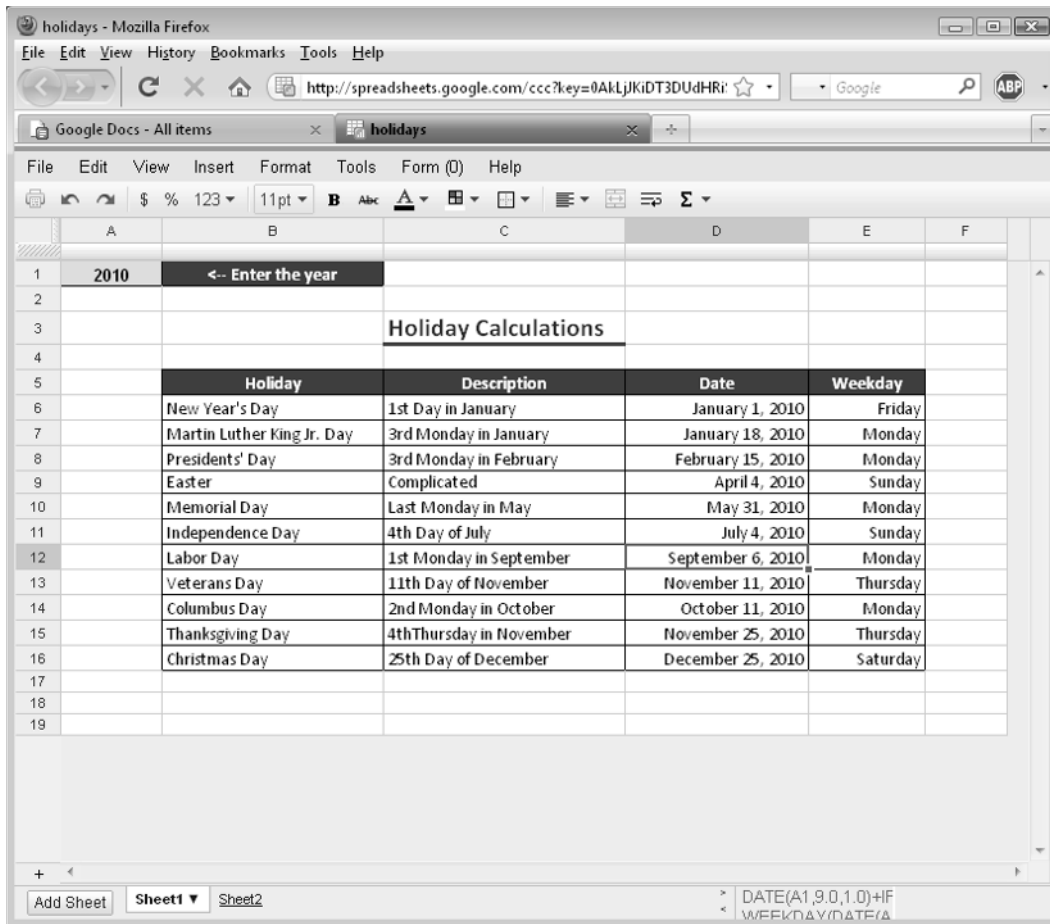 holidays - Mozilla Firefox
File Edit View History Bookmarks Tools Help
http://spreadsheets.google.com/ccc?key=0AkLjJKiDT3DUdHRi Google ABP
Google Docs - All items holidays
File Edit View Insert Format Tools Form (0) Help
$ % 123 11pt B Abc A Σ
A B C D E F
1 2010 <-- Enter the year
2
3 Holiday Calculations
4
5 Holiday Description Date Weekday
6 New Year's Day 1st Day in January January 1, 2010 Friday
7 Martin Luther King Jr. Day 3rd Monday in January January 18, 2010 Monday
8 Presidents' Day 3rd Monday in February February 15, 2010 Monday
9 Easter Complicated April 4, 2010 Sunday
10 Memorial Day Last Monday in May May 31, 2010 Monday
11 Independence Day 4th Day of July July 4, 2010 Sunday
12 Labor Day 1st Monday in September September 6, 2010 Monday
13 Veterans Day 11th Day of November November 11, 2010 Thursday
14 Columbus Day 2nd Monday in October October 11, 2010 Monday
15 Thanksgiving Day 4thThursday in November November 25, 2010 Thursday
16 Christmas Day 25th Day of December December 25, 2010 Saturday
17
18
19
+
Add Sheet Sheet1 Sheet2 DATE(A1,9.0,1.0)+IF
WEEKDAY(DATE(A